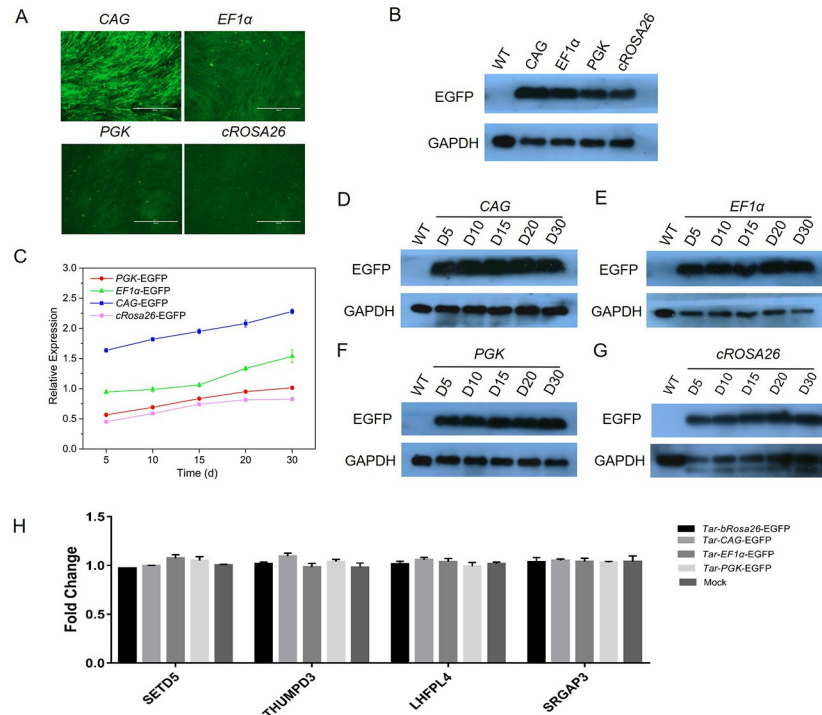 A
CAG
EF1α
PGK
cROSA26
B
WT
CAG
EF1α
PGK
cROSA26
EGFP
GAPDH
C
3.0
2.5
2.0
1.5
1.0
0.5
0.0
Relative Expression
PGK-EGFP
EF1α-EGFP
CAG-EGFP
cRosa26-EGFP
5 10 15 20 30
Time (d)
D
CAG
WT D5 D10 D15 D20 D30
EGFP
GAPDH
E
EF1α
WT D5 D10 D15 D20 D30
EGFP
GAPDH
F
PGK
WT D5 D10 D15 D20 D30
EGFP
GAPDH
G
cROSA26
WT D5 D10 D15 D20 D30
EGFP
GAPDH
H
1.5
1.0
0.5
0.0
Fold Change
SETD5
THUMPD3
LHFPL4
SRGAP3
Tar-bRosa26-EGFP
Tar-CAG-EGFP
Tar-EF1α-EGFP
Tar-PGK-EGFP
Mock